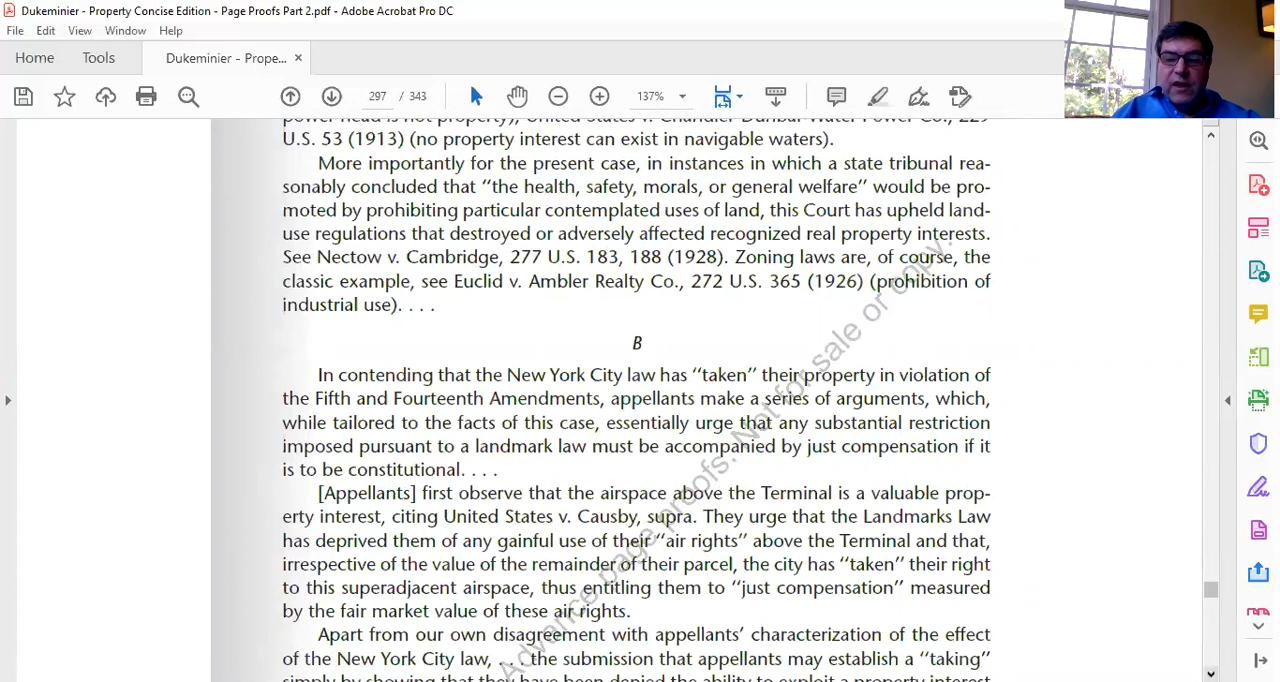 Dukeminier - Property Concise Edition - Page Proofs Part 2.pdf - Adobe Acrobat Pro DC
File Edit View Window Help
Home Tools Dukeminier - Prope... ×
297 / 343 137%
power head is not property), United States v. Chandler-Dunbar Water Power Co., 229
U.S. 53 (1913) (no property interest can exist in navigable waters).
More importantly for the present case, in instances in which a state tribunal rea-
sonably concluded that “the health, safety, morals, or general welfare” would be pro-
moted by prohibiting particular contemplated uses of land, this Court has upheld land-
use regulations that destroyed or adversely affected recognized real property interests.
See Nectow v. Cambridge, 277 U.S. 183, 188 (1928). Zoning laws are, of course, the
classic example, see Euclid v. Ambler Realty Co., 272 U.S. 365 (1926) (prohibition of
industrial use). . . .
B
In contending that the New York City law has “taken” their property in violation of
the Fifth and Fourteenth Amendments, appellants make a series of arguments, which,
while tailored to the facts of this case, essentially urge that any substantial restriction
imposed pursuant to a landmark law must be accompanied by just compensation if it
is to be constitutional. . . .
[Appellants] first observe that the airspace above the Terminal is a valuable prop-
erty interest, citing United States v. Causby, supra. They urge that the Landmarks Law
has deprived them of any gainful use of their “air rights” above the Terminal and that,
irrespective of the value of the remainder of their parcel, the city has “taken” their right
to this superadjacent airspace, thus entitling them to “just compensation” measured
by the fair market value of these air rights.
Apart from our own disagreement with appellants’ characterization of the effect
of the New York City law, . . . the submission that appellants may establish a “taking”
simply by showing that they have been denied the ability to exploit a property interest
Advance page proofs. Not for sale or copy.